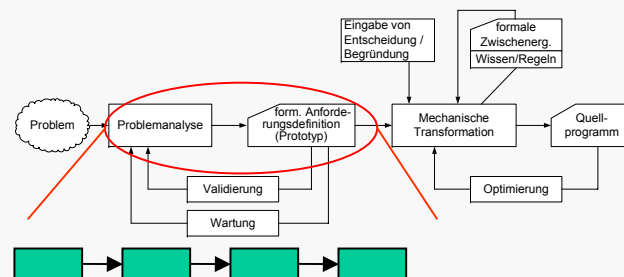 Eingabe von
Entscheidung /
Begründung
formale
Zwischenerg.
Wissen/Regeln
Problem
Problemanalyse
form. Anforde-
rungsdefinition
(Prototyp)
Mechanische
Transformation
Quell-
programm
Validierung
Optimierung
Wartung